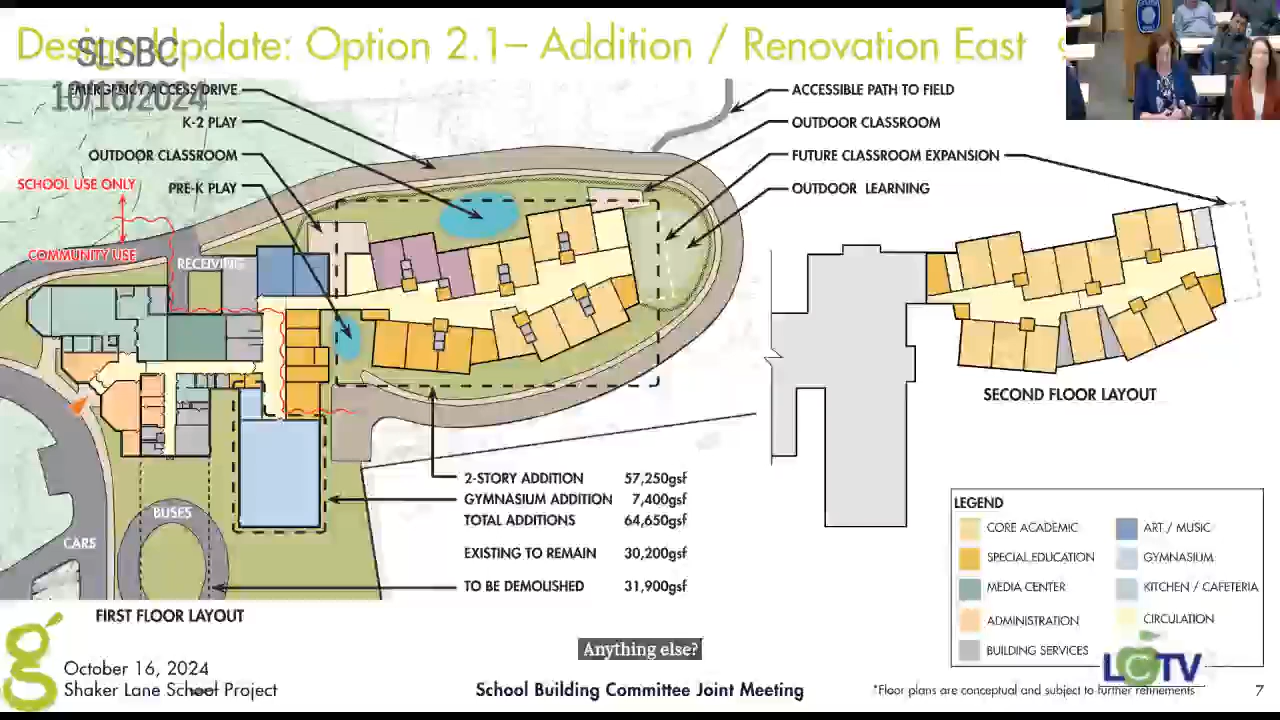 Design Update: Option 2.1– Addition / Renovation East
SLSBC
10/16/2024
EMERGENCY ACCESS DRIVE
K-2 PLAY
OUTDOOR CLASSROOM
PRE-K PLAY
SCHOOL USE ONLY
COMMUNITY USE
RECEIVING
ACCESSIBLE PATH TO FIELD
OUTDOOR CLASSROOM
FUTURE CLASSROOM EXPANSION
OUTDOOR LEARNING
SECOND FLOOR LAYOUT
2-STORY ADDITION 57,250gsf
GYMNASIUM ADDITION 7,400gsf
TOTAL ADDITIONS 64,650gsf
EXISTING TO REMAIN 30,200gsf
TO BE DEMOLISHED 31,900gsf
BUSES
CARS
FIRST FLOOR LAYOUT
LEGEND
CORE ACADEMIC
SPECIAL EDUCATION
MEDIA CENTER
ADMINISTRATION
BUILDING SERVICES
ART / MUSIC
GYMNASIUM
KITCHEN / CAFETERIA
CIRCULATION
Anything else?
LCTV
g
October 16, 2024
Shaker Lane School Project
School Building Committee Joint Meeting
*Floor plans are conceptual and subject to further refinements
7